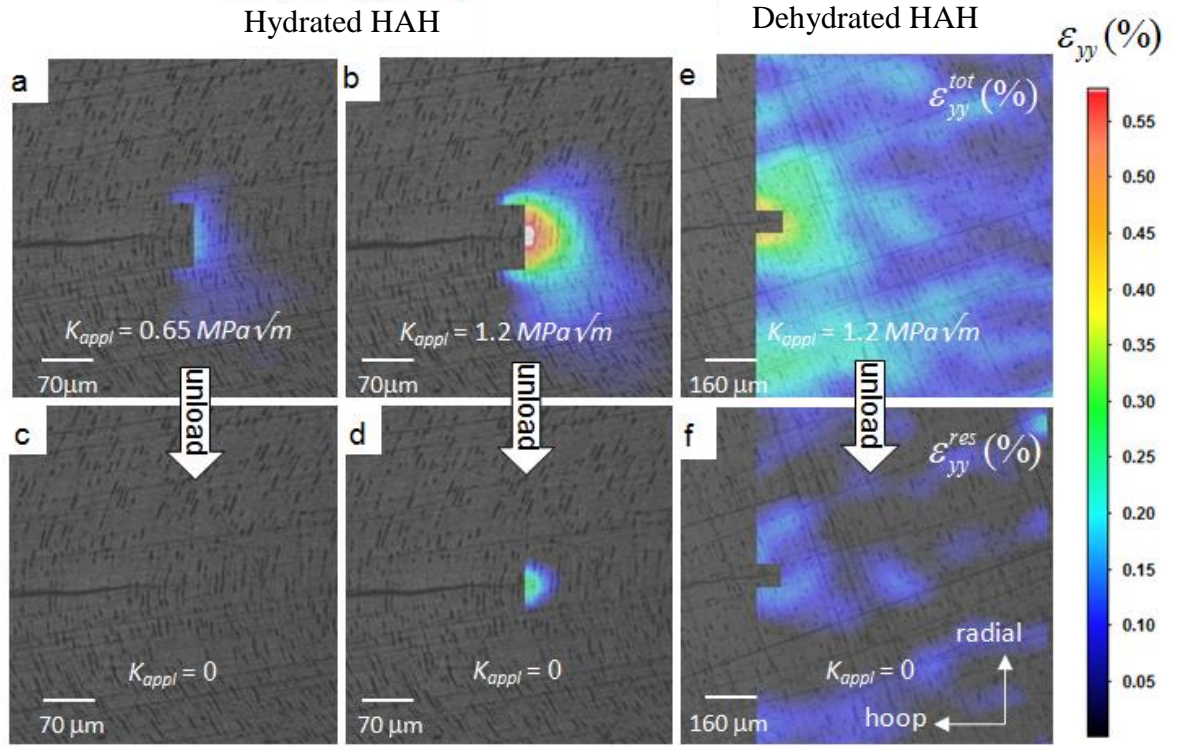 Hydrated HAH
Dehydrated HAH
ε_yy (%)
a
b
e
ε_yy^tot (%)
K_appl = 0.65 MPa√m
K_appl = 1.2 MPa√m
K_appl = 1.2 MPa√m
70µm
70µm
160 µm
unload
unload
unload
c
d
f
ε_yy^res (%)
K_appl = 0
K_appl = 0
K_appl = 0
radial
hoop
70 µm
70 µm
160 µm
0.55
0.50
0.45
0.40
0.35
0.30
0.25
0.20
0.15
0.10
0.05